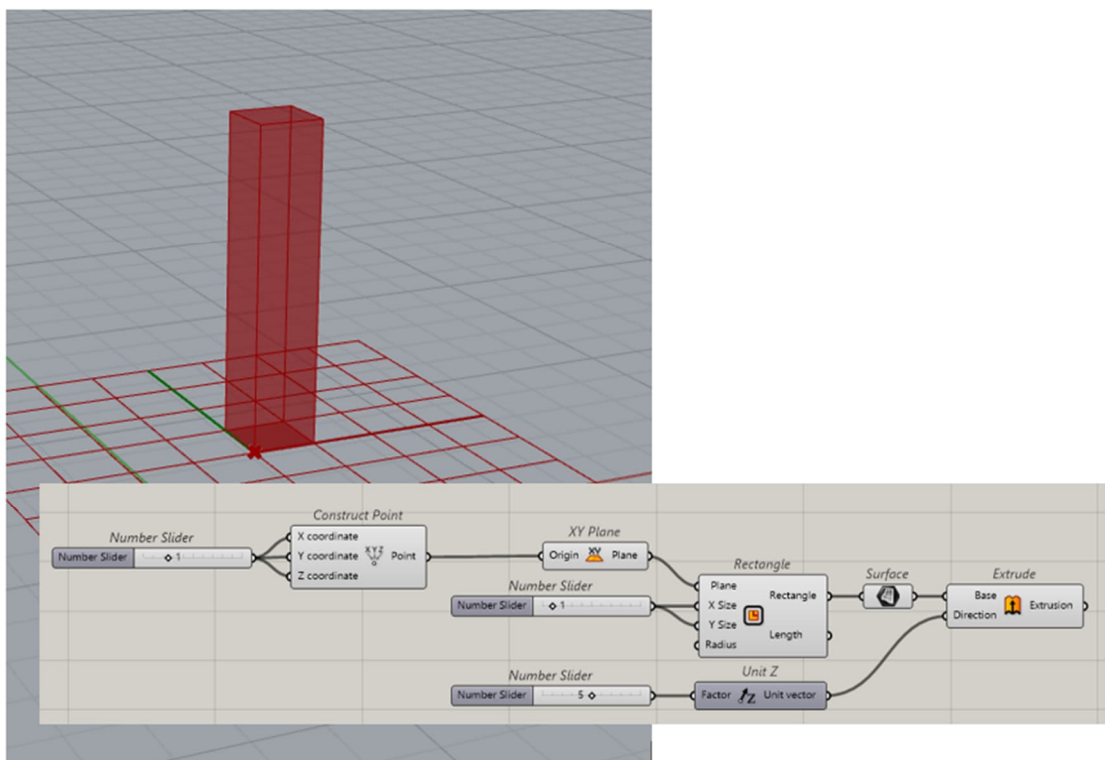 Construct Point
Number Slider
Number Slider 1
X coordinate
Y coordinate
Z coordinate
XYZ
Point
XY Plane
Origin XY Plane
Number Slider
Number Slider 1
Rectangle
Plane
X Size
Y Size
Radius
Rectangle
Length
Surface
Extrude
Base
Direction
Extrusion
Number Slider
Number Slider 5
Unit Z
Factor Z Unit vector